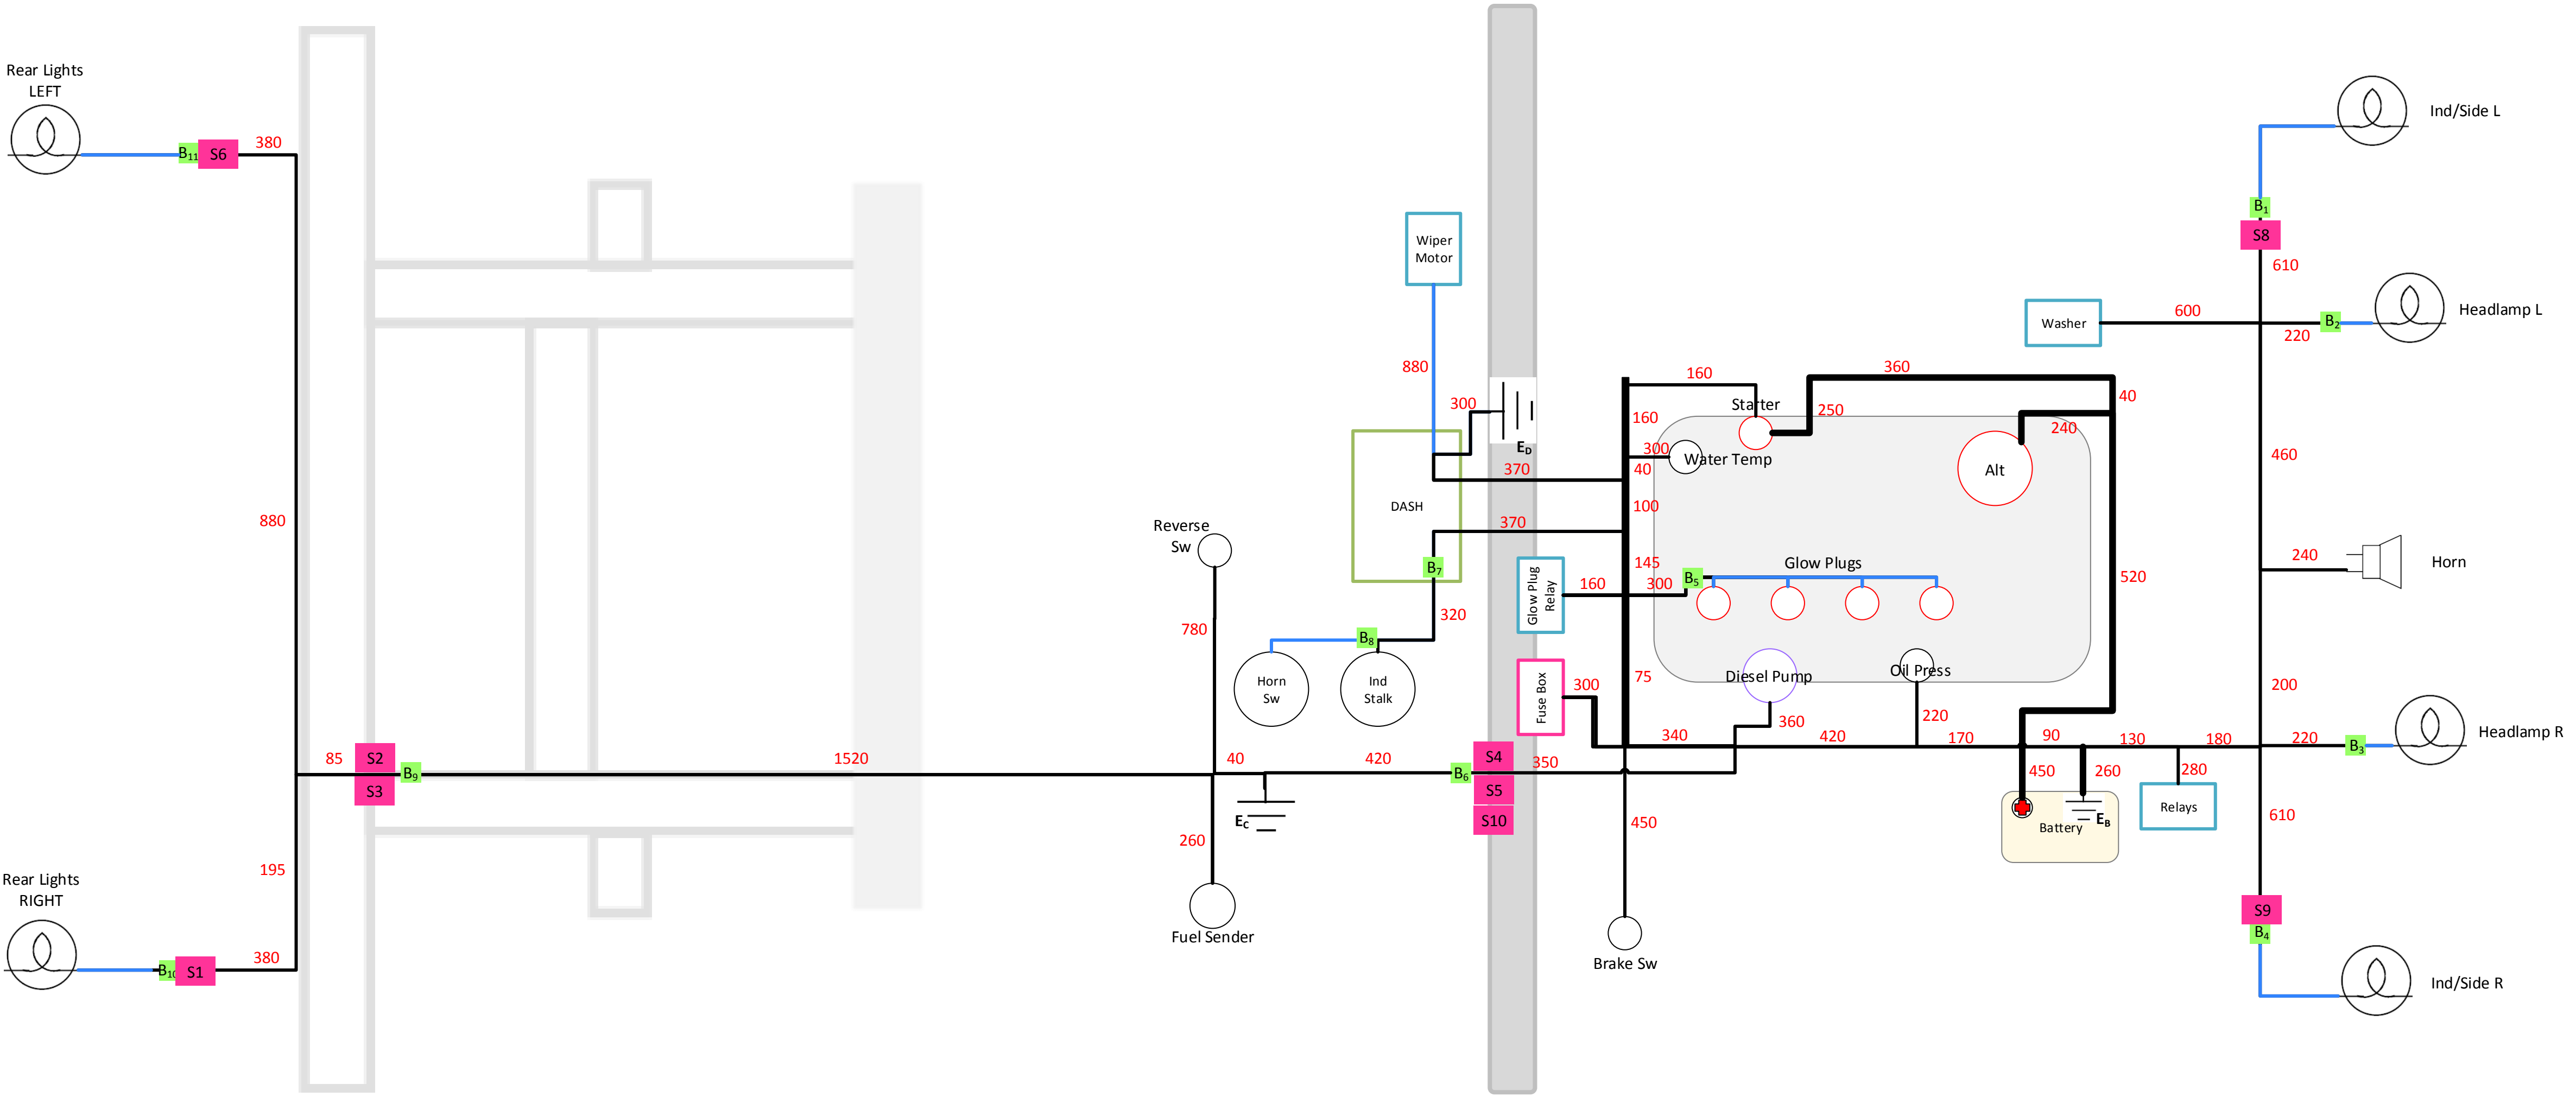 Rear Lights
LEFT
B11
S6
380
880
85
S2
S3
B9
1520
195
Rear Lights
RIGHT
B10
S1
380
Reverse
Sw
780
40
420
B6
EC
260
Fuel Sender
Wiper
Motor
880
300
ED
370
DASH
370
B7
320
B8
Horn
Sw
Ind
Stalk
Glow Plug
Relay
160
Fuse Box
300
S4
S5
S10
350
160
160
300
40
100
145
300
75
340
450
Brake Sw
Starter
250
360
40
Water Temp
240
Alt
B5
Glow Plugs
520
Diesel Pump
360
Oil Press
220
420
170
90
130
180
450
260
280
Battery
EB
Relays
Ind/Side L
B1
S8
610
Washer
600
B2
220
Headlamp L
460
240
Horn
200
220
B3
Headlamp R
610
S9
B4
Ind/Side R